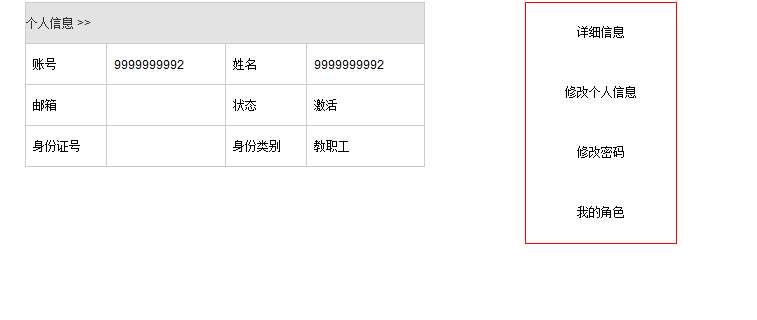 个人信息 >>
账号 9999999992 姓名 9999999992
邮箱 状态 激活
身份证号 身份类别 教职工
详细信息
修改个人信息
修改密码
我的角色